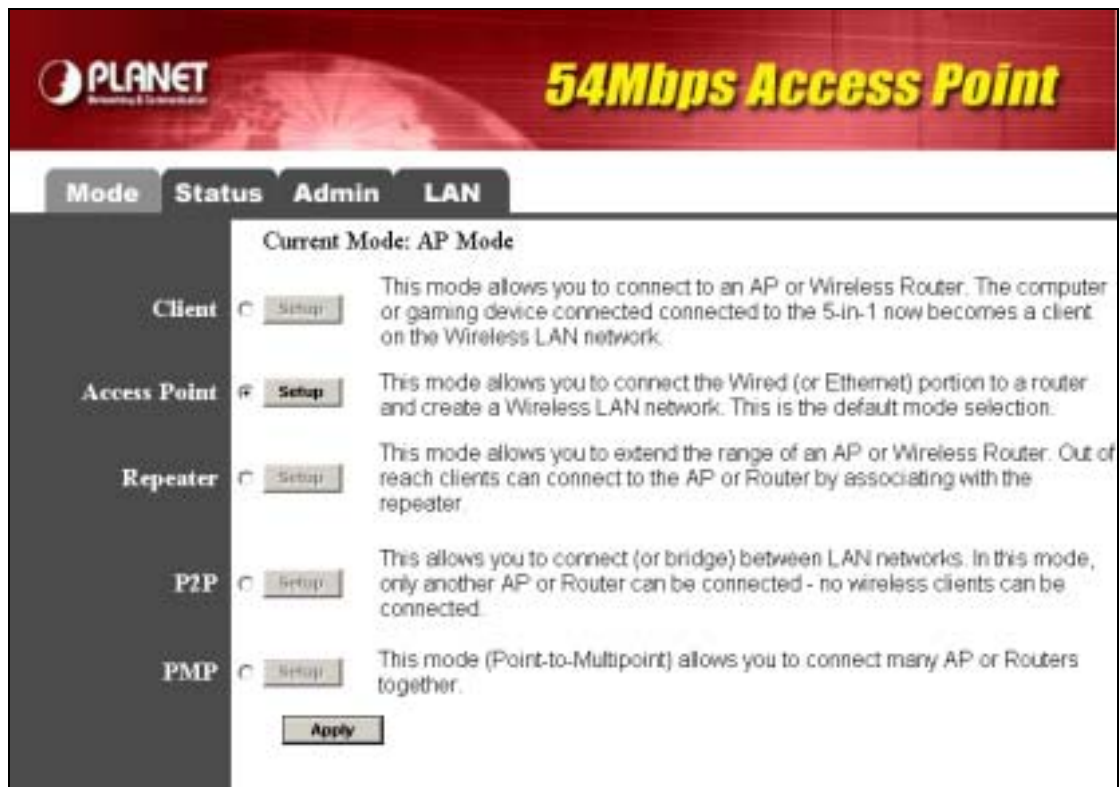 PLANET
Networking & Communication
54Mbps Access Point
Mode Status Admin LAN
Current Mode: AP Mode
Client Setup
This mode allows you to connect to an AP or Wireless Router. The computer
or gaming device connected connected to the 5-in-1 now becomes a client
on the Wireless LAN network.
Access Point Setup
This mode allows you to connect the Wired (or Ethernet) portion to a router
and create a Wireless LAN network. This is the default mode selection.
Repeater Setup
This mode allows you to extend the range of an AP or Wireless Router. Out of
reach clients can connect to the AP or Router by associating with the
repeater.
P2P Setup
This allows you to connect (or bridge) between LAN networks. In this mode,
only another AP or Router can be connected - no wireless clients can be
connected.
PMP Setup
This mode (Point-to-Multipoint) allows you to connect many AP or Routers
together.
Apply